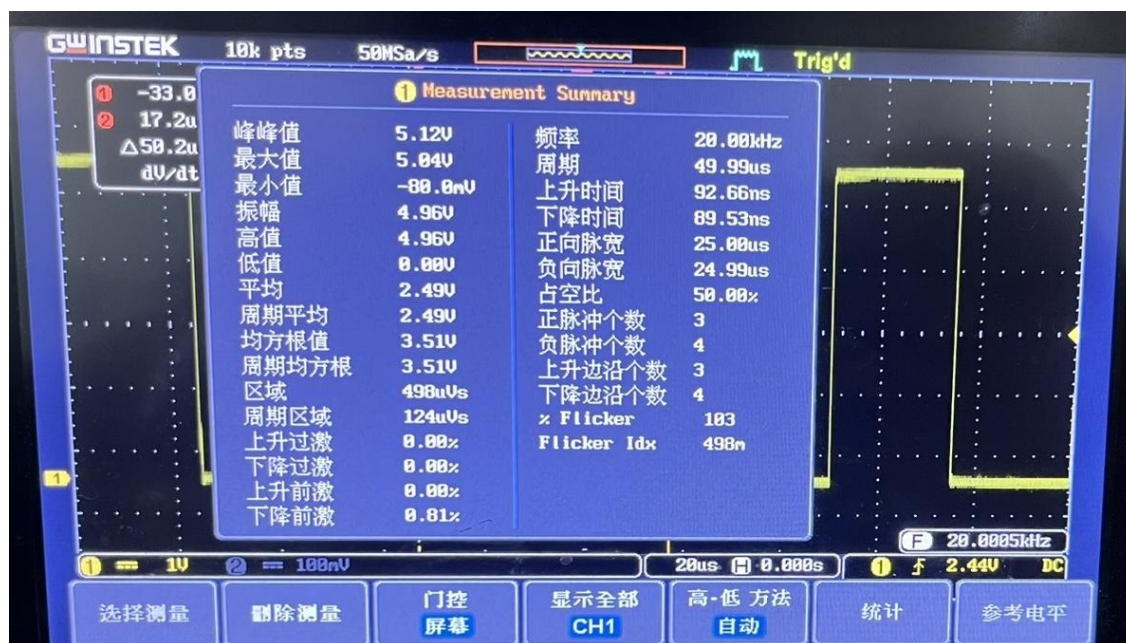 GWINSTEK 10k pts 50MSa/s Trig'd
1 -33.0
2 17.2u
△50.2u
dV/dt
1 Measurement Summary
峰峰值 5.12V
最大值 5.04V
最小值 -80.0mV
振幅 4.96V
高值 4.96V
低值 0.00V
平均 2.49V
周期平均 2.49V
均方根值 3.51V
周期均方根 3.51V
区域 498uVs
周期区域 124uVs
上升过激 0.00%
下降过激 0.00%
上升前激 0.00%
下降前激 0.81%
频率 20.00kHz
周期 49.99us
上升时间 92.66ns
下降时间 89.53ns
正向脉宽 25.00us
负向脉宽 24.99us
占空比 50.00%
正脉冲个数 3
负脉冲个数 4
上升边沿个数 3
下降边沿个数 4
% Flicker 103
Flicker Idx 498m
1
F 20.0005kHz
1 1V 2 100mV 20us H 0.000s 1 2.44V DC
选择测量 删除测量 门控 显示全部 高-低 方法 统计 参考电平
屏幕 CH1 自动